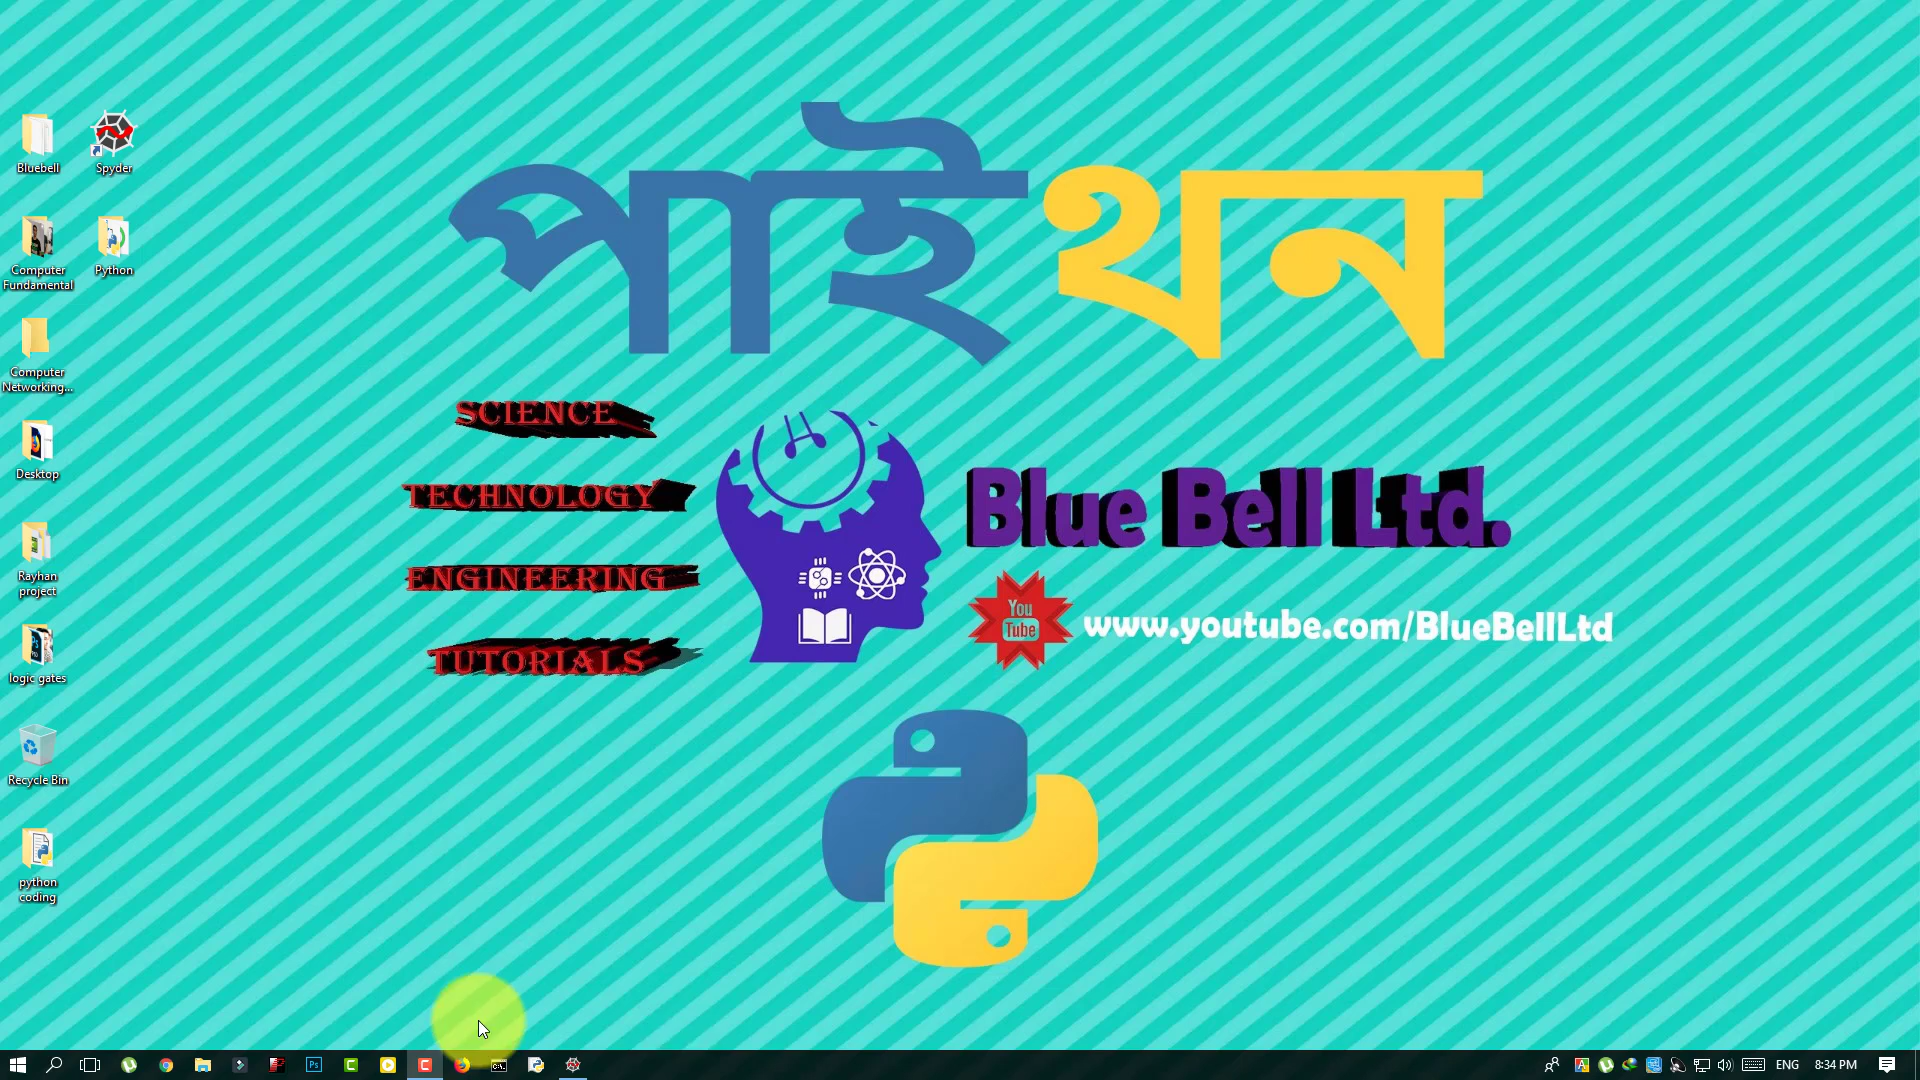 Bluebell
Spyder
Computer
Fundamental
Python
Computer
Networking...
Desktop
Rayhan
project
logic gates
Recycle Bin
python
coding
পাইথন
SCIENCE
TECHNOLOGY
ENGINEERING
TUTORIALS
Blue Bell Ltd.
You
Tube
www.youtube.com/BlueBellLtd
Ps
C
C
C:\.
A
ENG
8:34 PM